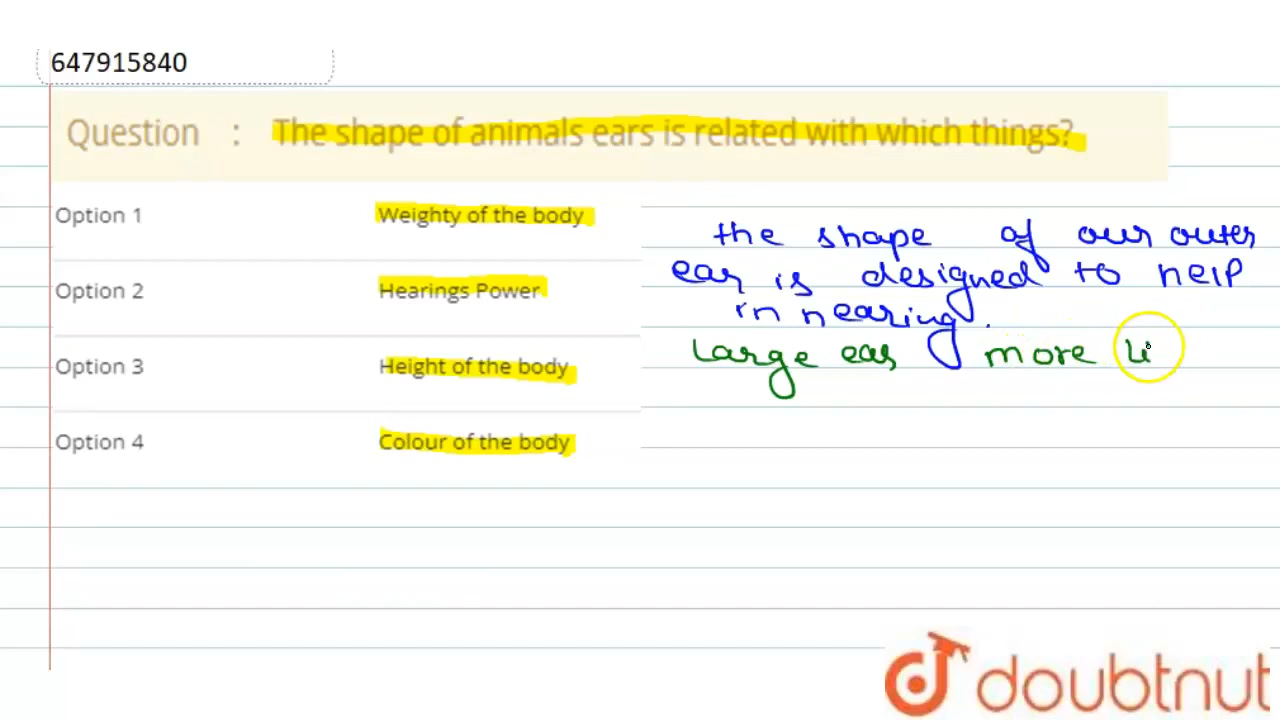 647915840
Question : The shape of animals ears is related with which things?
Option 1 Weighty of the body
Option 2 Hearings Power
Option 3 Height of the body
Option 4 Colour of the body
the shape of our outer
ear is designed to help
in hearing.
large ear more li
doubtnut